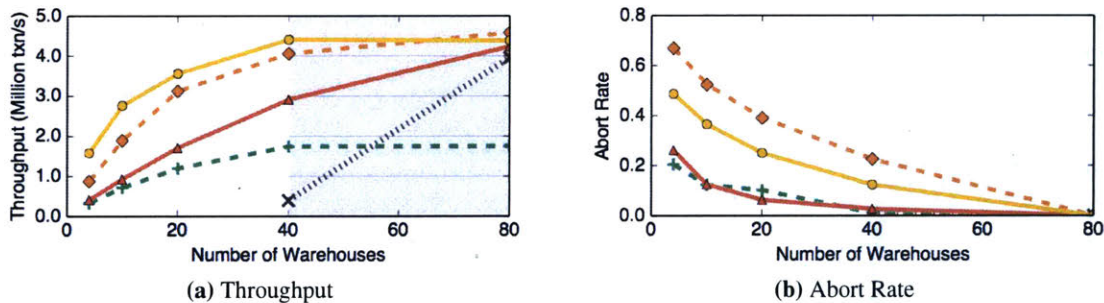 Throughput (Million txn/s)
5.0
4.0
3.0
2.0
1.0
0.0
0 20 40 60 80
Number of Warehouses
(a) Throughput
Abort Rate
0.8
0.6
0.4
0.2
0.0
0 20 40 60 80
Number of Warehouses
(b) Abort Rate